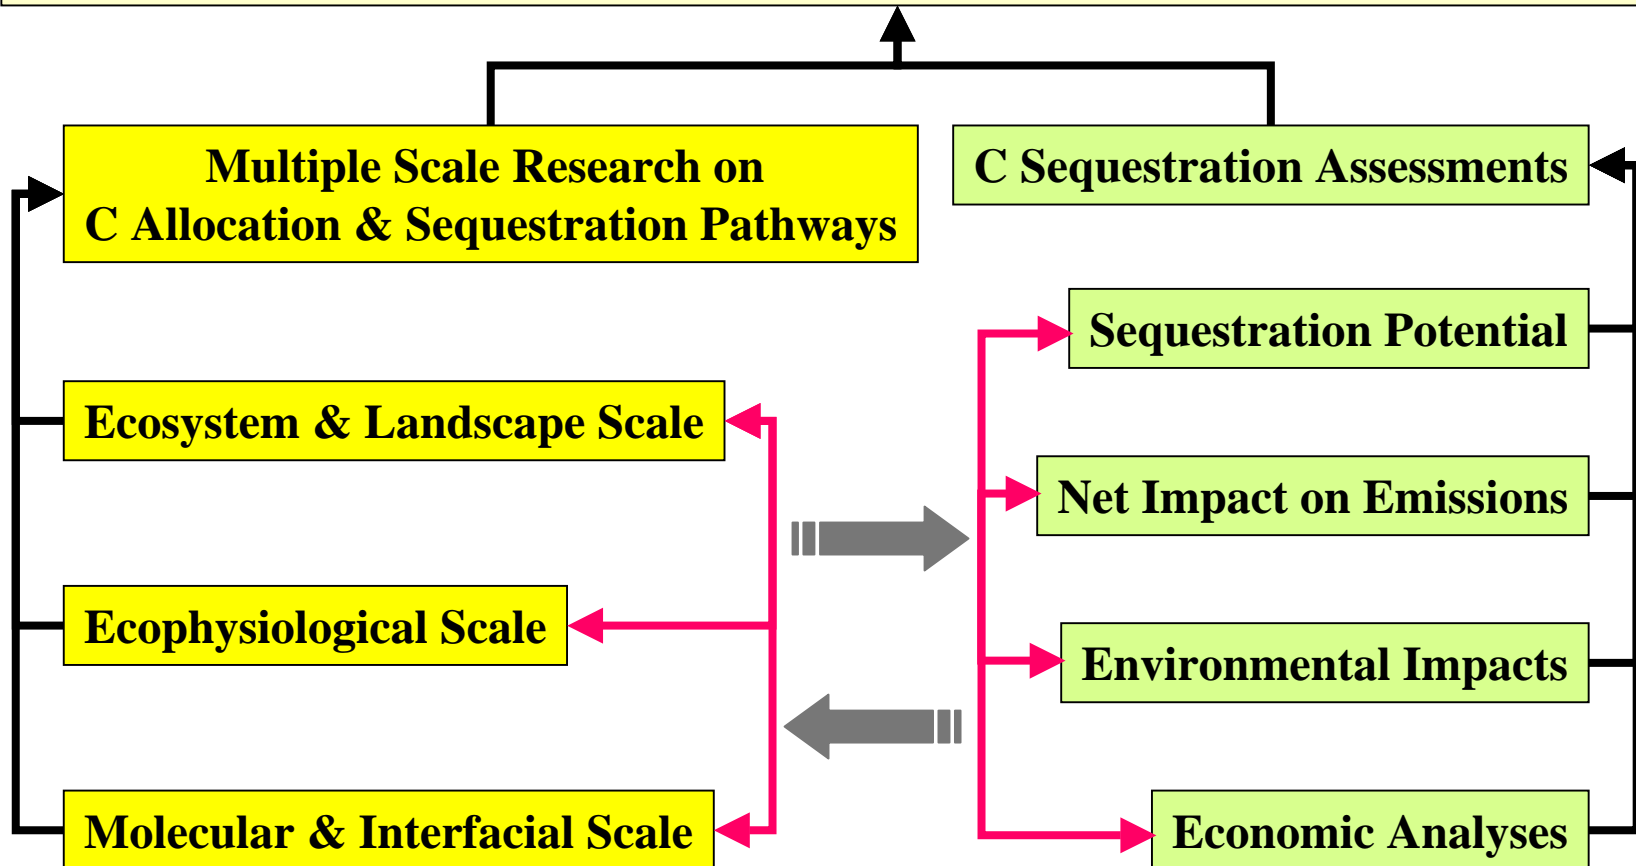 Multiple Scale Research on
C Allocation & Sequestration Pathways
C Sequestration Assessments
Sequestration Potential
Ecosystem & Landscape Scale
Net Impact on Emissions
Ecophysiological Scale
Environmental Impacts
Molecular & Interfacial Scale
Economic Analyses